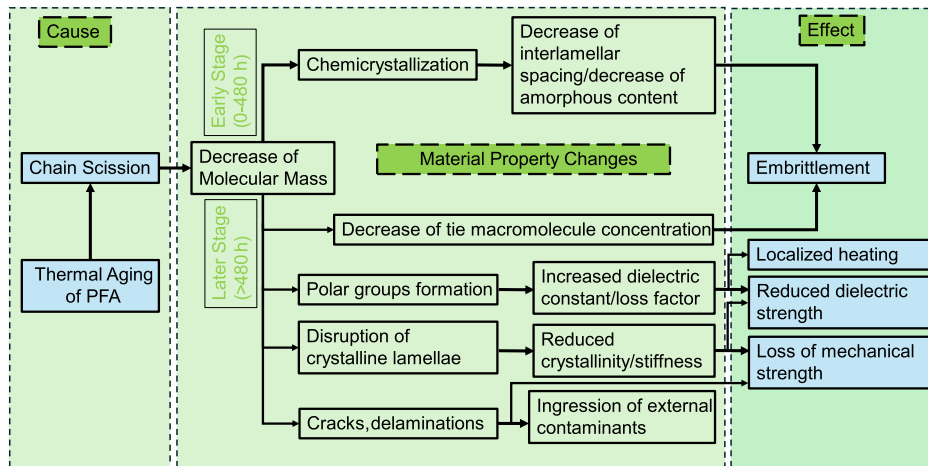 Cause
Effect
Early Stage
(0-480 h)
Chemicrystallization
Decrease of
interlamellar
spacing/decrease of
amorphous content
Chain Scission
Decrease of
Molecular Mass
Material Property Changes
Embrittlement
Later Stage
(>480 h)
Decrease of tie macromolecule concentration
Thermal Aging
of PFA
Polar groups formation
Increased dielectric
constant/loss factor
Localized heating
Reduced dielectric
strength
Disruption of
crystalline lamellae
Reduced
crystallinity/stiffness
Loss of mechanical
strength
Cracks,delaminations
Ingression of external
contaminants